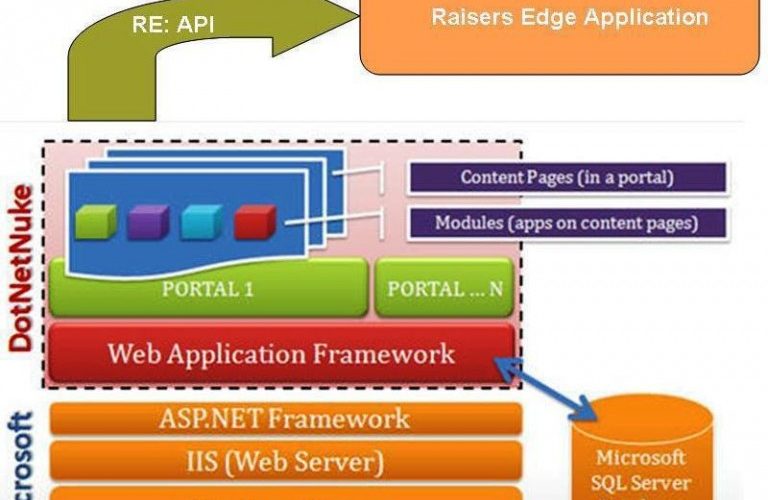 RE: API
Raisers Edge Application
DotNetNuke
Content Pages (in a portal)
Modules (apps on content pages)
PORTAL 1
PORTAL ... N
Web Application Framework
ASP.NET Framework
IIS (Web Server)
Microsoft
SQL Server
crosoft